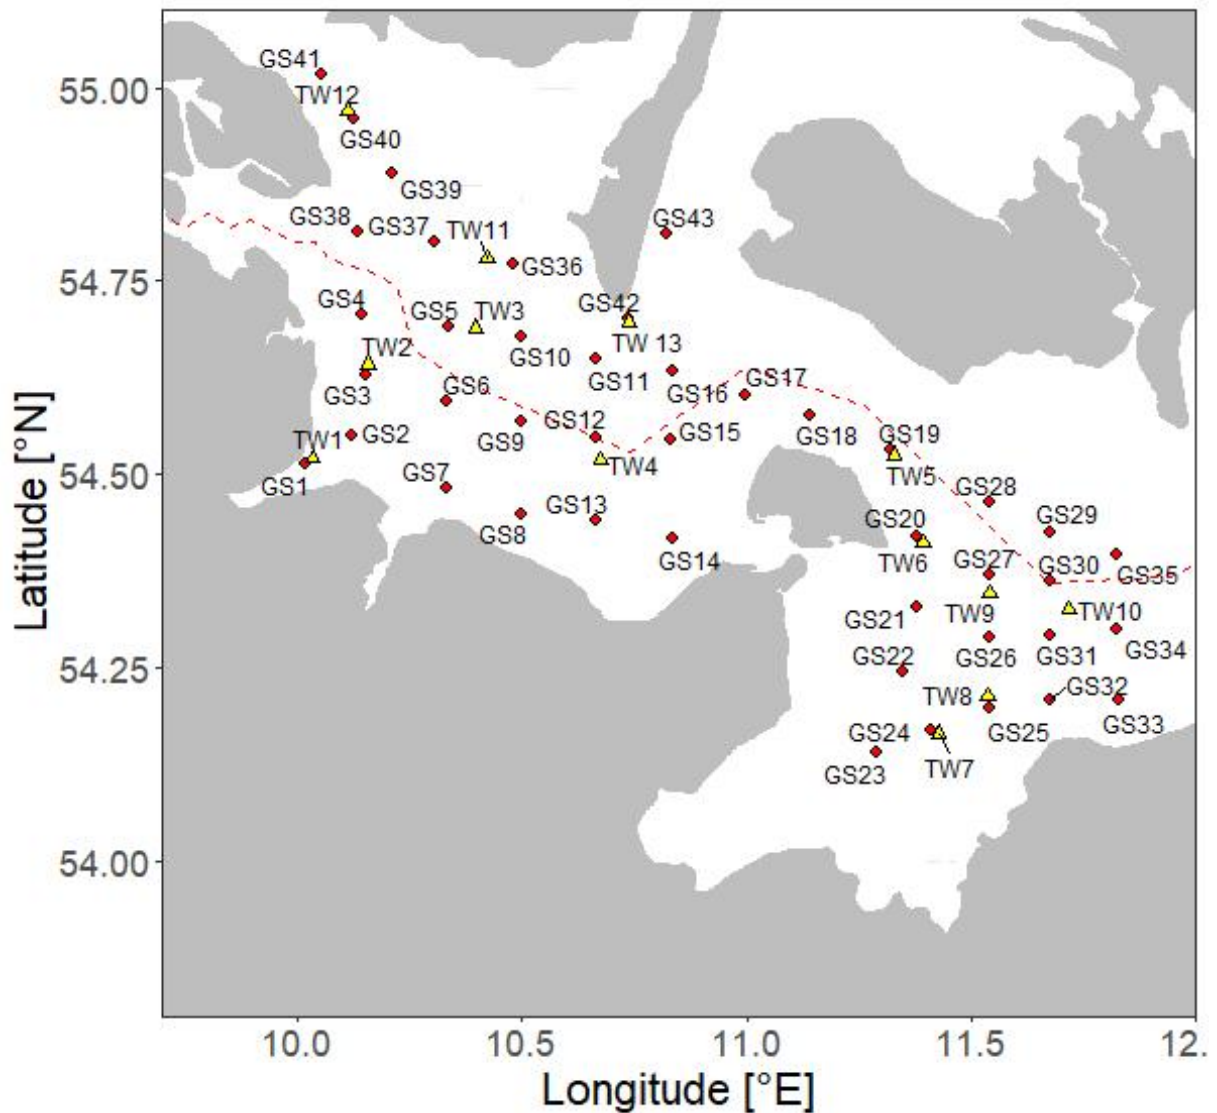 GS41
55.00
TW12
GS40
GS39
GS38
GS37
GS43
TW11
GS36
54.75
GS4
GS5
TW3
GS42
TW2
GS10
TW 13
GS3
GS6
GS11
GS16
GS17
GS12
TW1
GS2
GS9
GS15
GS18
GS19
54.50
GS1
GS7
TW4
TW5
GS28
GS13
GS8
GS20
GS29
GS14
TW6
GS27
GS30
GS35
GS21
TW9
TW10
GS22
GS26
GS31
GS34
54.25
TW8
GS32
GS24
GS25
GS33
GS23
TW7
54.00
Latitude [°N]
10.0 10.5 11.0 11.5 12.
Longitude [°E]